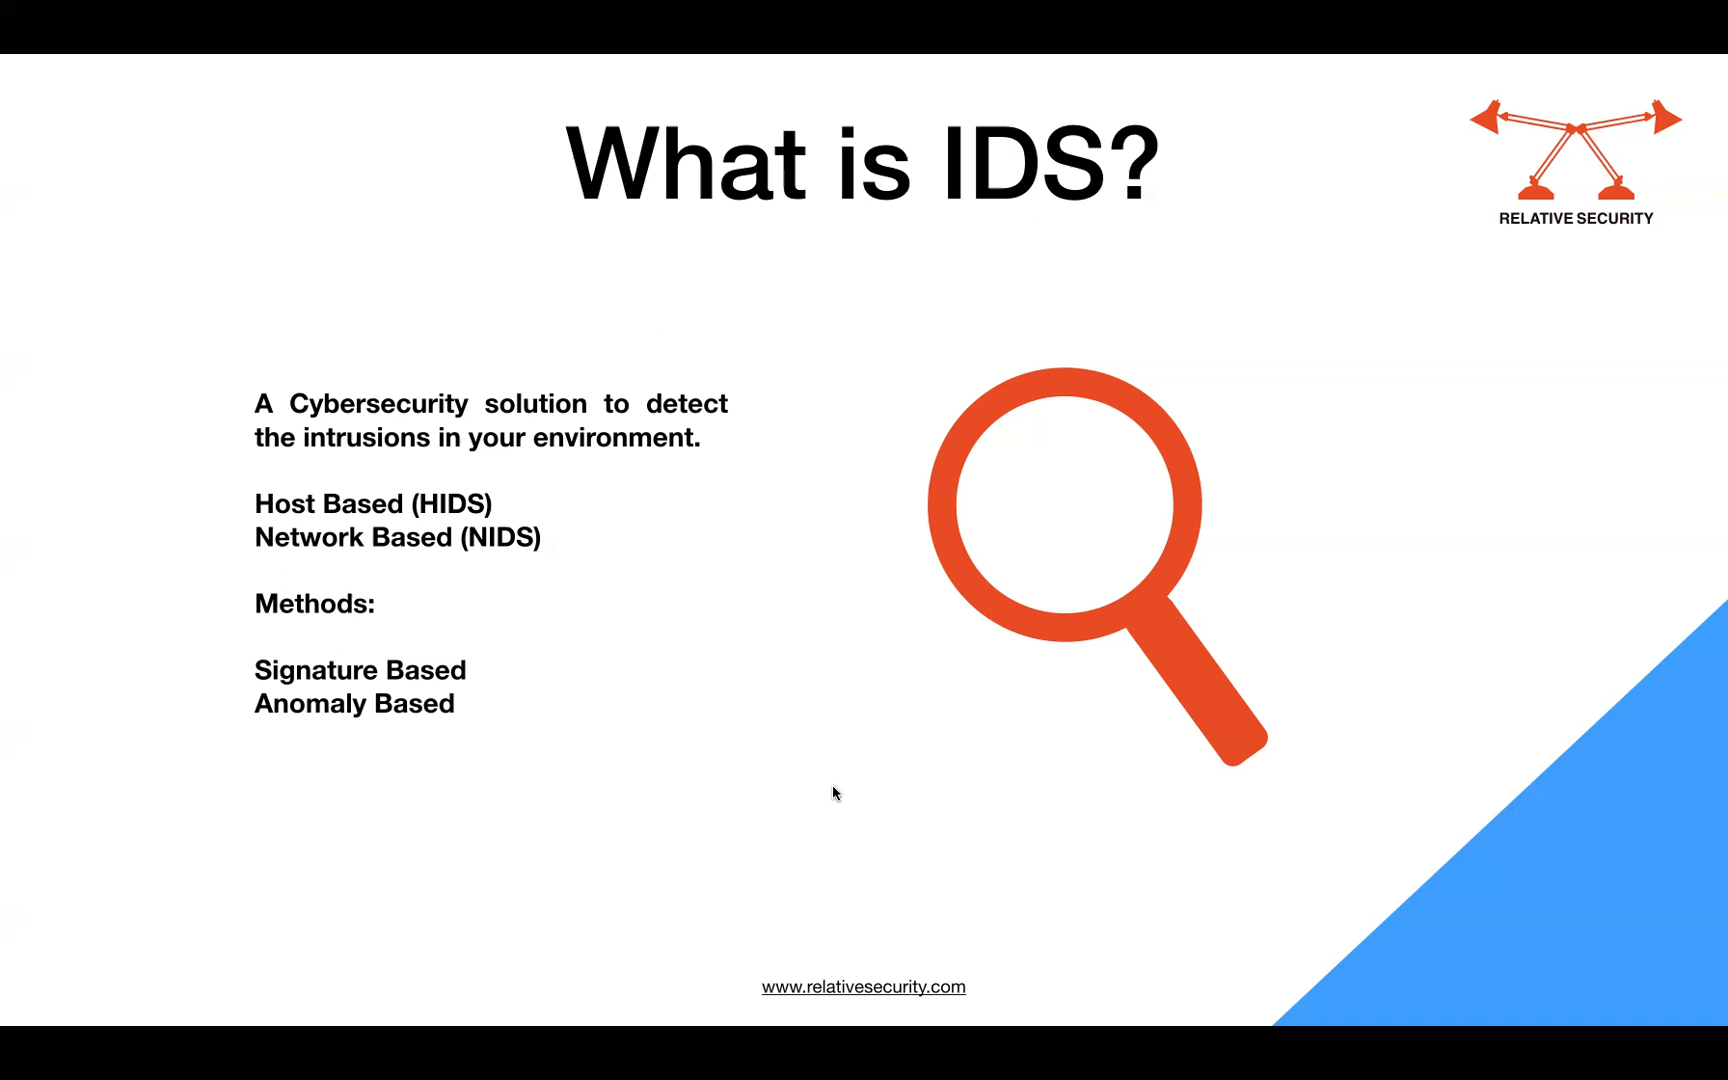 What is IDS?
RELATIVE SECURITY
A Cybersecurity solution to detect
the intrusions in your environment.
Host Based (HIDS)
Network Based (NIDS)
Methods:
Signature Based
Anomaly Based
www.relativesecurity.com